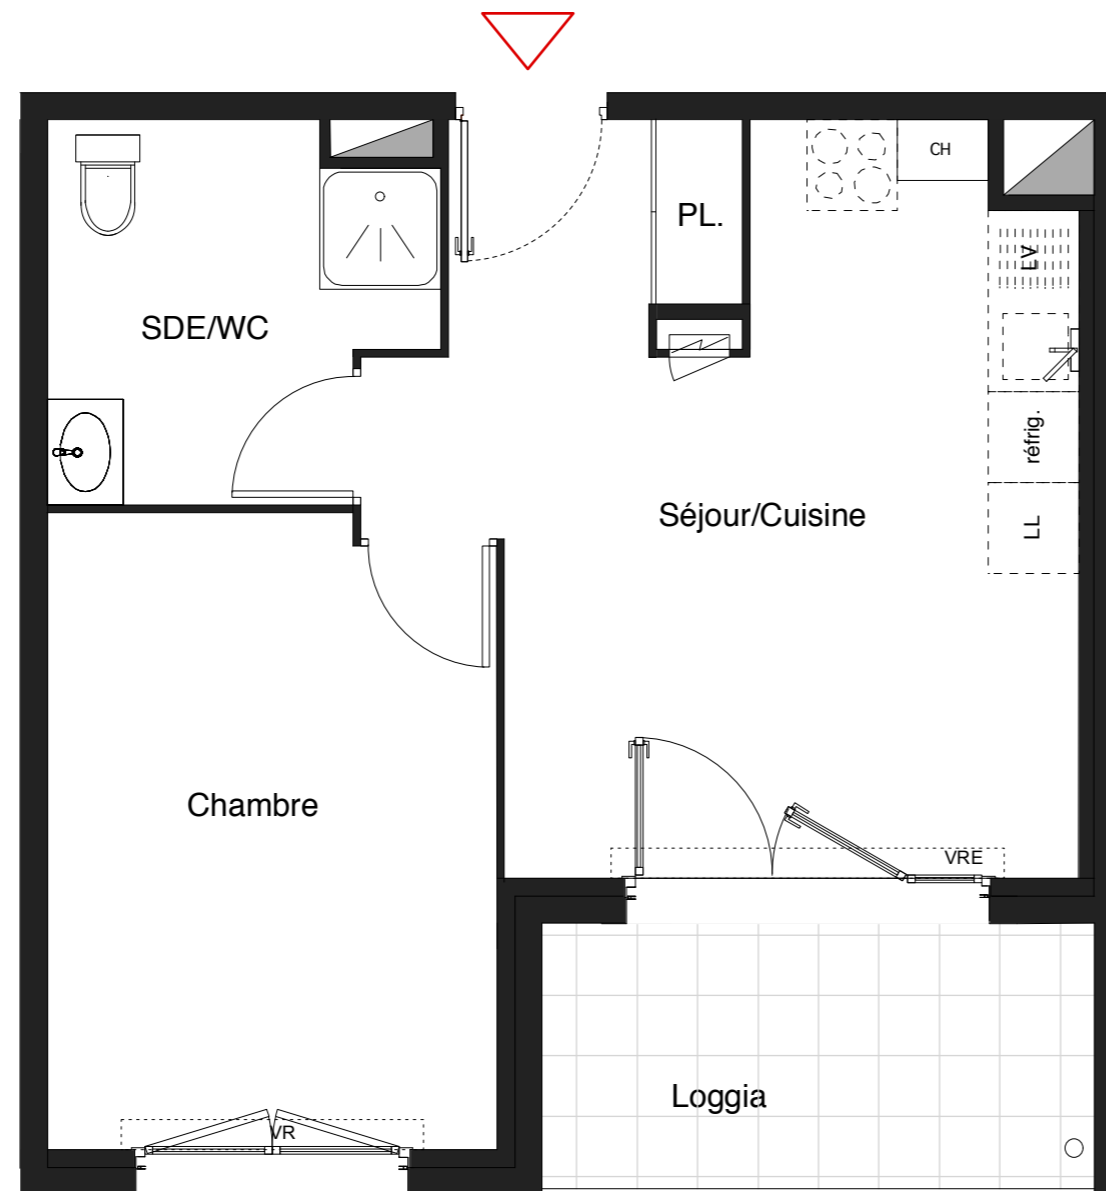 CH
PL.
LV
SDE/WC
réfrig.
Séjour/Cuisine
LL
Chambre
VRE
Loggia
VR